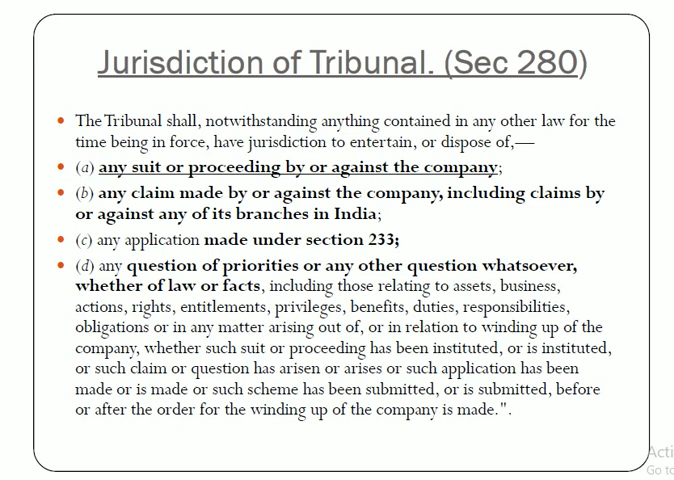 Jurisdiction of Tribunal. (Sec 280)
• The Tribunal shall, notwithstanding anything contained in any other law for the
time being in force, have jurisdiction to entertain, or dispose of,—
• (a) any suit or proceeding by or against the company;
• (b) any claim made by or against the company, including claims by
or against any of its branches in India;
• (c) any application made under section 233;
• (d) any question of priorities or any other question whatsoever,
whether of law or facts, including those relating to assets, business,
actions, rights, entitlements, privileges, benefits, duties, responsibilities,
obligations or in any matter arising out of, or in relation to winding up of the
company, whether such suit or proceeding has been instituted, or is instituted,
or such claim or question has arisen or arises or such application has been
made or is made or such scheme has been submitted, or is submitted, before
or after the order for the winding up of the company is made.".
Acti
Go to